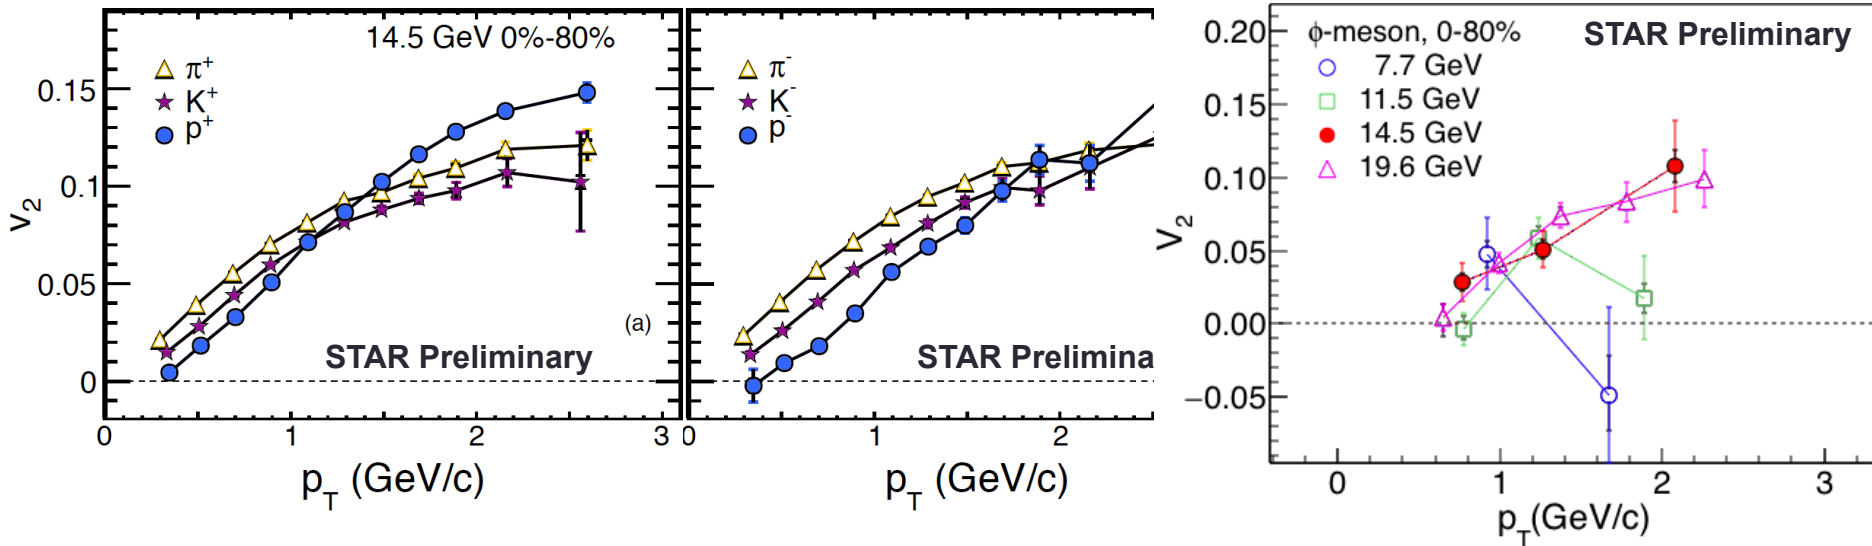 14.5 GeV 0%-80%
π+
K+
p+
0.15
0.1
0.05
0
v2
(a)
STAR Preliminary
0 1 2 3
pT (GeV/c)
π-
K-
p-
STAR Prelimina
0 1 2
pT (GeV/c)
ϕ-meson, 0-80%
STAR Preliminary
7.7 GeV
11.5 GeV
14.5 GeV
19.6 GeV
0.20
0.15
0.10
0.05
0.00
−0.05
v2
0 1 2 3
pT(GeV/c)